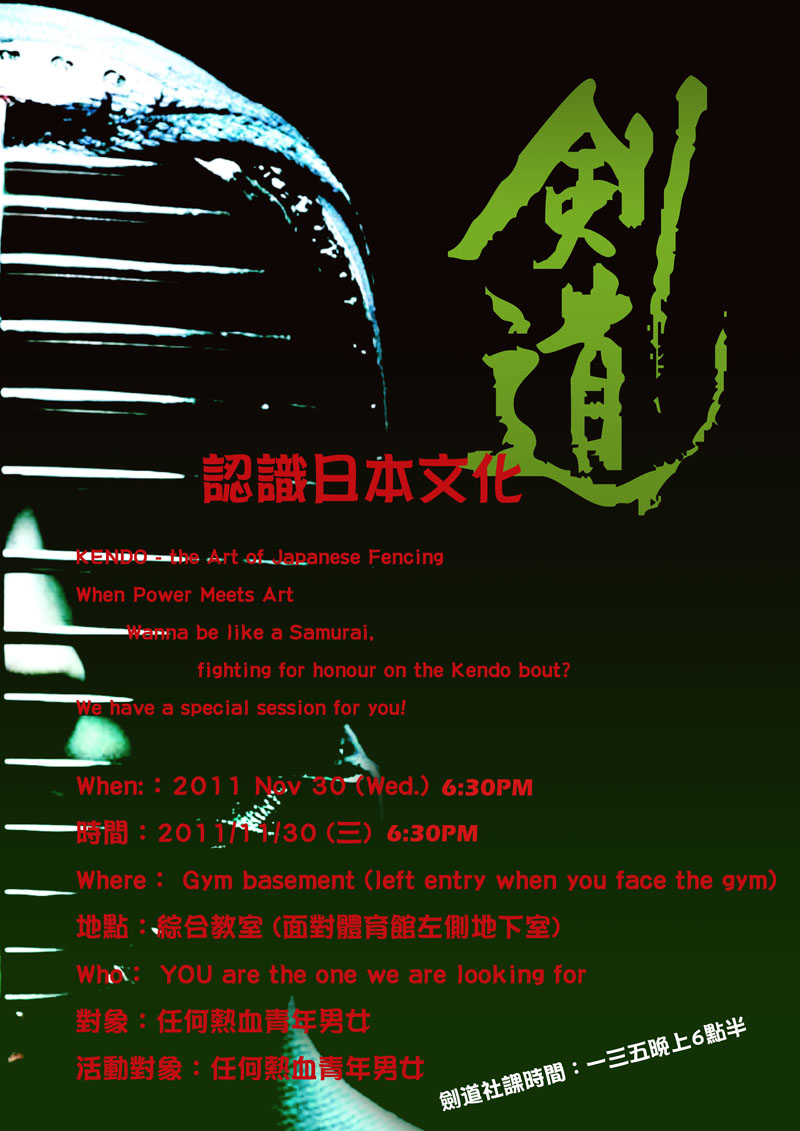 剣道
認識日本文化
KENDO - the Art of Japanese Fencing
When Power Meets Art
Wanna be like a Samurai,
fighting for honour on the Kendo bout?
We have a special session for you!
When:：2011 Nov 30 (Wed.) 6:30PM
時間：2011/11/30 (三) 6:30PM
Where： Gym basement (left entry when you face the gym)
地點：綜合教室 (面對體育館左側地下室)
Who： YOU are the one we are looking for
對象：任何熱血青年男女
活動對象：任何熱血青年男女
劍道社課時間：一三五晚上6點半